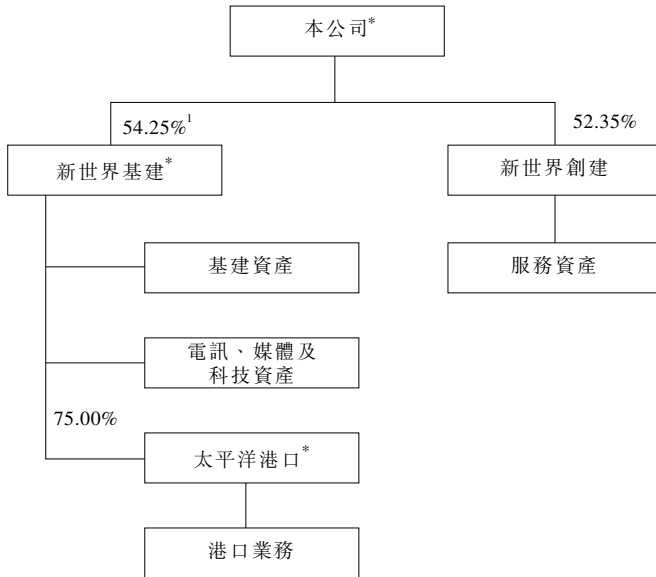 本公司*
54.25%1
52.35%
新世界基建*
新世界創建
基建資產
服務資產
電訊、媒體及
科技資產
75.00%
太平洋港口*
港口業務